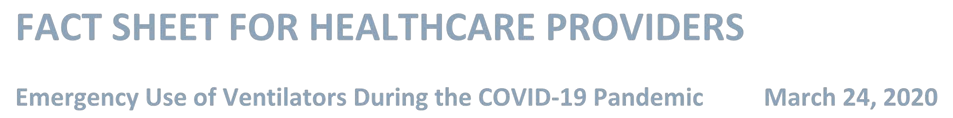 FACT SHEET FOR HEALTHCARE PROVIDERS
Emergency Use of Ventilators During the COVID-19 Pandemic March 24, 2020